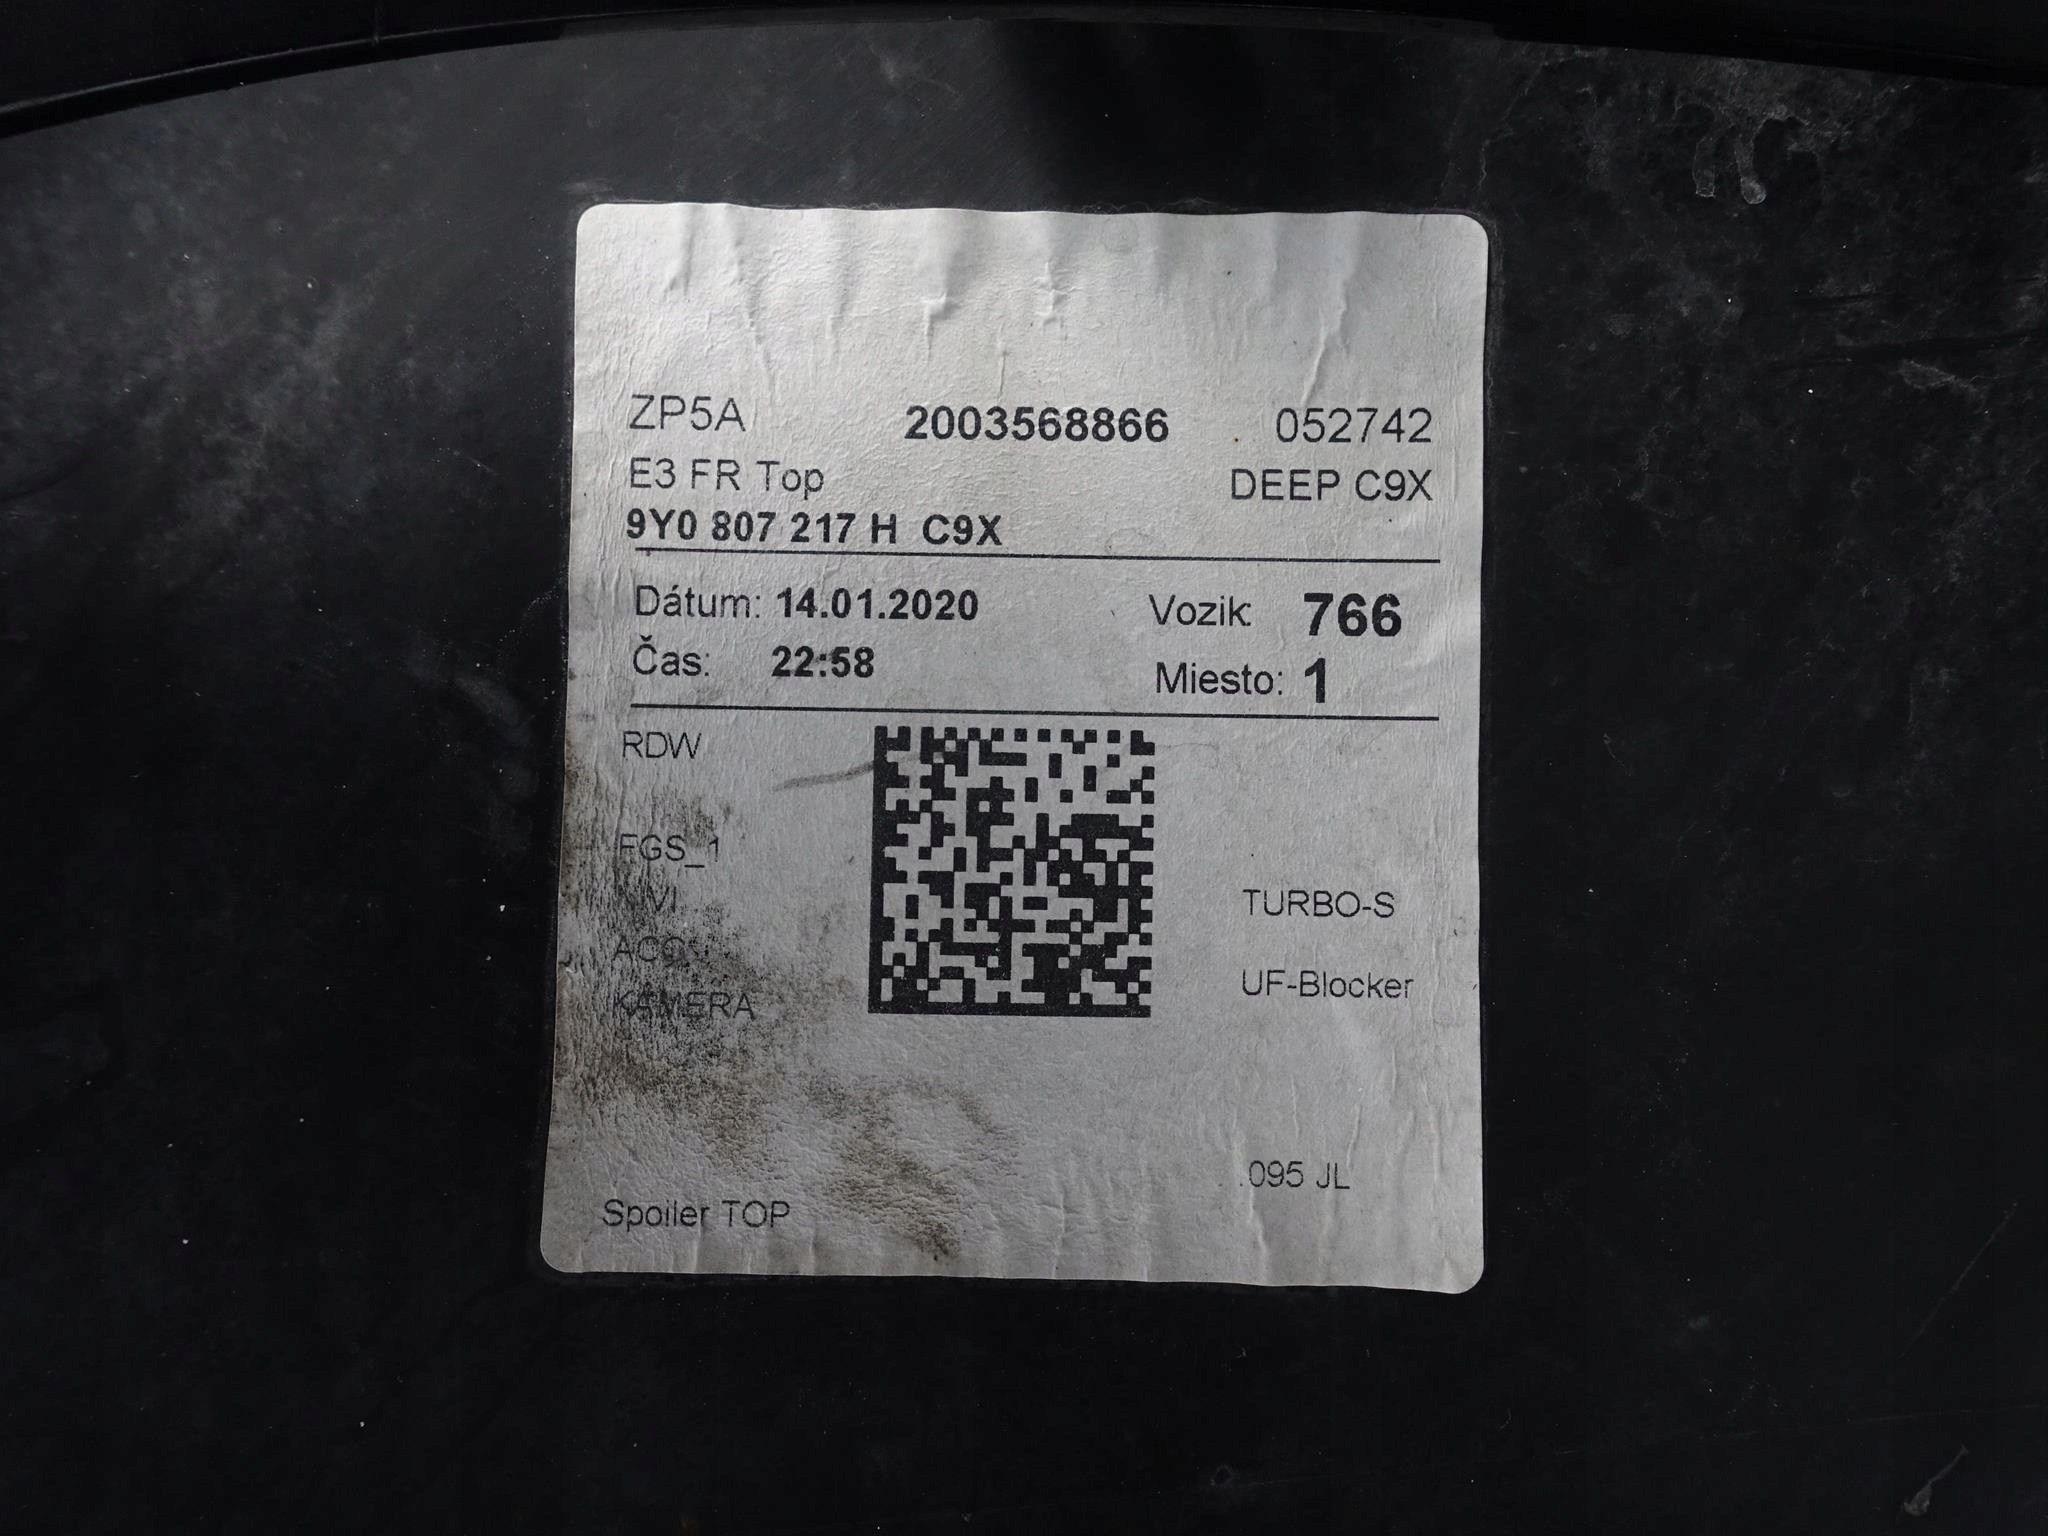 ZP5A 2003568866 052742
E3 FR Top DEEP C9X
9Y0 807 217 H C9X
Dátum: 14.01.2020 Vozik: 766
Čas: 22:58 Miesto: 1
RDW
FGS_1
TURBO-S
ACC
UF-Blocker
KAMERA
.095 JL
Spoiler TOP